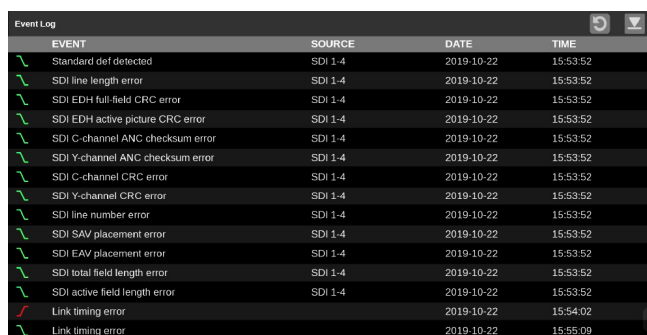 Event Log
EVENT SOURCE DATE TIME
Standard def detected SDI 1-4 2019-10-22 15:53:52
SDI line length error SDI 1-4 2019-10-22 15:53:52
SDI EDH full-field CRC error SDI 1-4 2019-10-22 15:53:52
SDI EDH active picture CRC error SDI 1-4 2019-10-22 15:53:52
SDI C-channel ANC checksum error SDI 1-4 2019-10-22 15:53:52
SDI Y-channel ANC checksum error SDI 1-4 2019-10-22 15:53:52
SDI C-channel CRC error SDI 1-4 2019-10-22 15:53:52
SDI Y-channel CRC error SDI 1-4 2019-10-22 15:53:52
SDI line number error SDI 1-4 2019-10-22 15:53:52
SDI SAV placement error SDI 1-4 2019-10-22 15:53:52
SDI EAV placement error SDI 1-4 2019-10-22 15:53:52
SDI total field length error SDI 1-4 2019-10-22 15:53:52
SDI active field length error SDI 1-4 2019-10-22 15:53:52
Link timing error 2019-10-22 15:54:02
Link timing error 2019-10-22 15:55:09